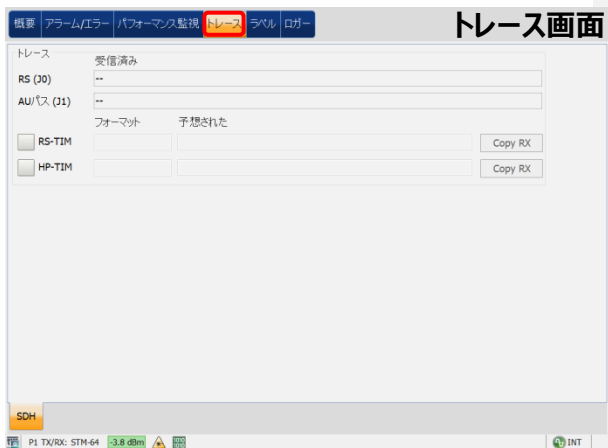 概要 アラーム/エラー パフォーマンス監視 トレース ラベル ロガー トレース画面
トレース
受信済み
RS (J0) --
AUパス (J1) --
フォーマット 予想された
RS-TIM Copy RX
HP-TIM Copy RX
SDH
P1 TX/RX: STM-64 -3.8 dBm INT